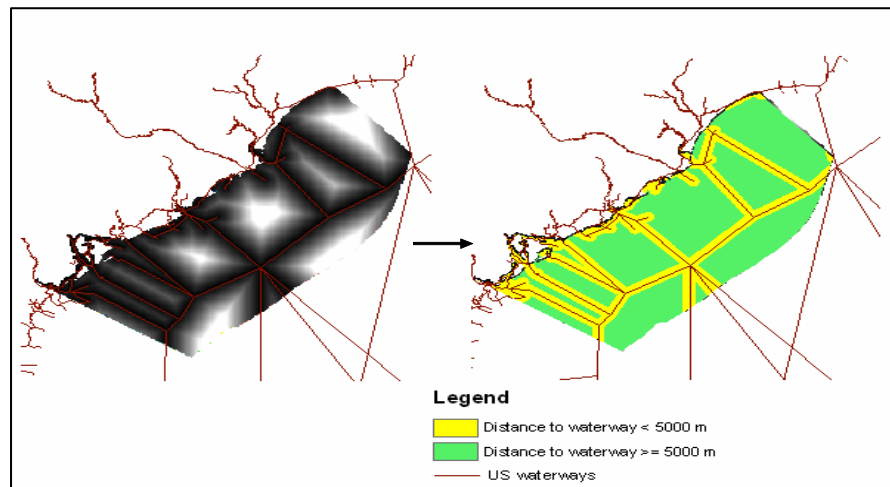 Legend
Distance to waterway < 5000 m
Distance to waterway >= 5000 m
US waterways